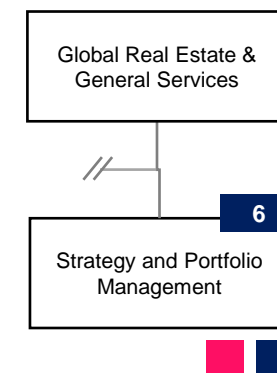 Global Real Estate &
General Services
6
Strategy and Portfolio
Management